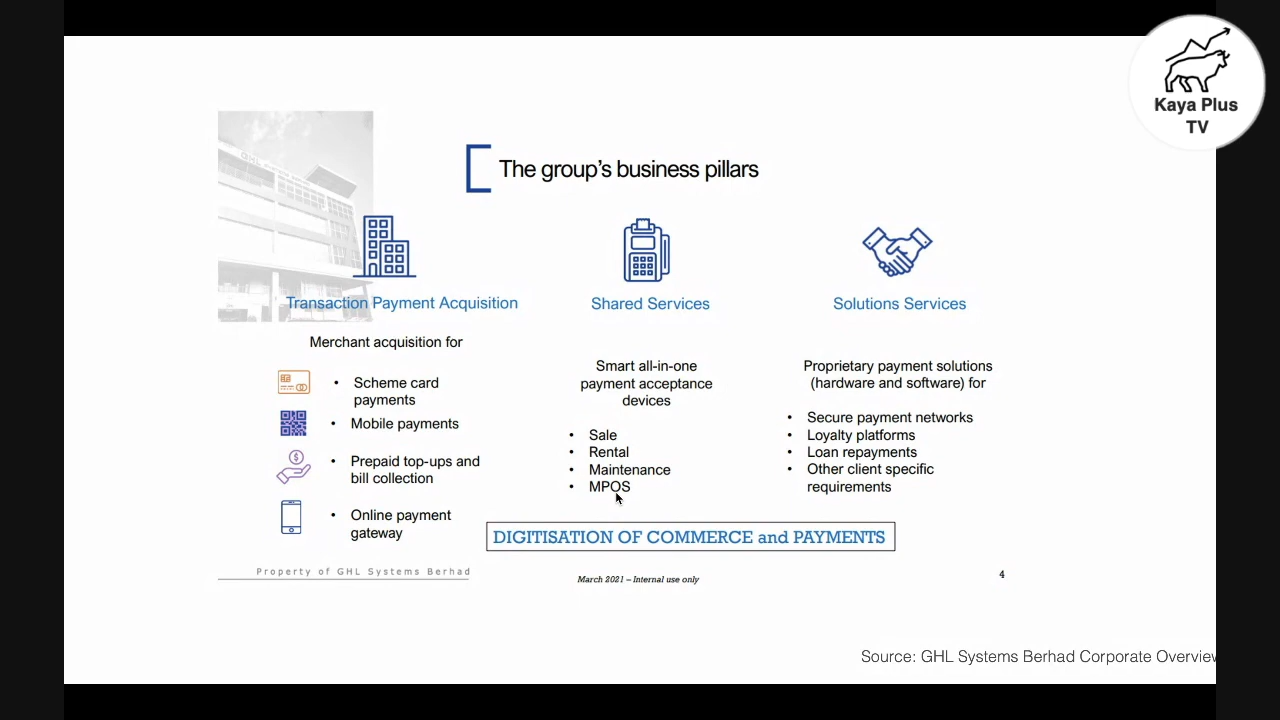 Kaya Plus
TV
The group's business pillars
Transaction Payment Acquisition
Merchant acquisition for
• Scheme card
payments
• Mobile payments
• Prepaid top-ups and
bill collection
• Online payment
gateway
Shared Services
Smart all-in-one
payment acceptance
devices
• Sale
• Rental
• Maintenance
• MPOS
Solutions Services
Proprietary payment solutions
(hardware and software) for
• Secure payment networks
• Loyalty platforms
• Loan repayments
• Other client specific
requirements
DIGITISATION OF COMMERCE and PAYMENTS
Property of GHL Systems Berhad
March 2021 – Internal use only
4
Source: GHL Systems Berhad Corporate Overview